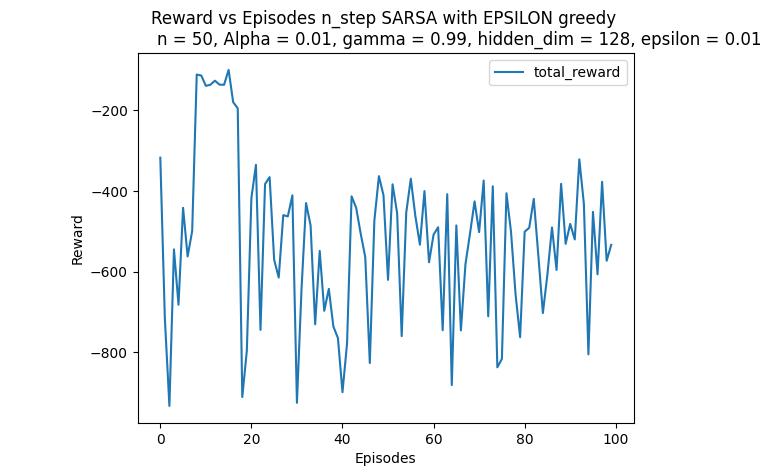 Reward vs Episodes n_step SARSA with EPSILON greedy
n = 50, Alpha = 0.01, gamma = 0.99, hidden_dim = 128, epsilon = 0.01
total_reward
−200
−400
−600
−800
Reward
0 20 40 60 80 100
Episodes